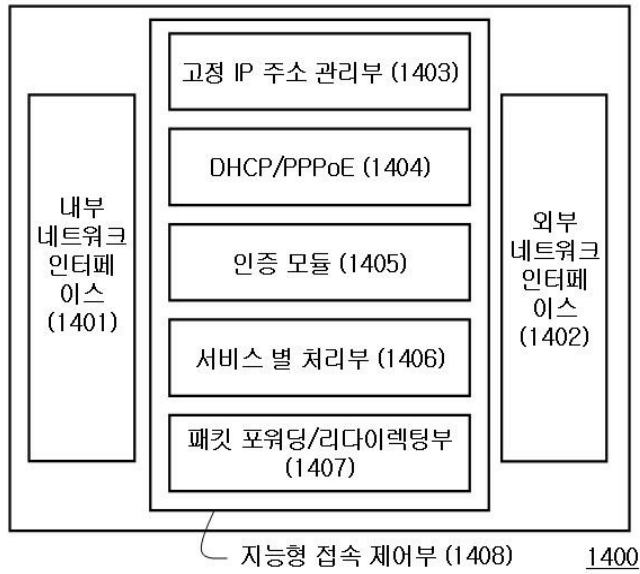 고정 IP 주소 관리부 (1403)
DHCP/PPPoE (1404)
인증 모듈 (1405)
서비스 별 처리부 (1406)
패킷 포워딩/리다이렉팅부
(1407)
내부
네트워크
인터페
이스
(1401)
외부
네트워크
인터페
이스
(1402)
지능형 접속 제어부 (1408)
1400